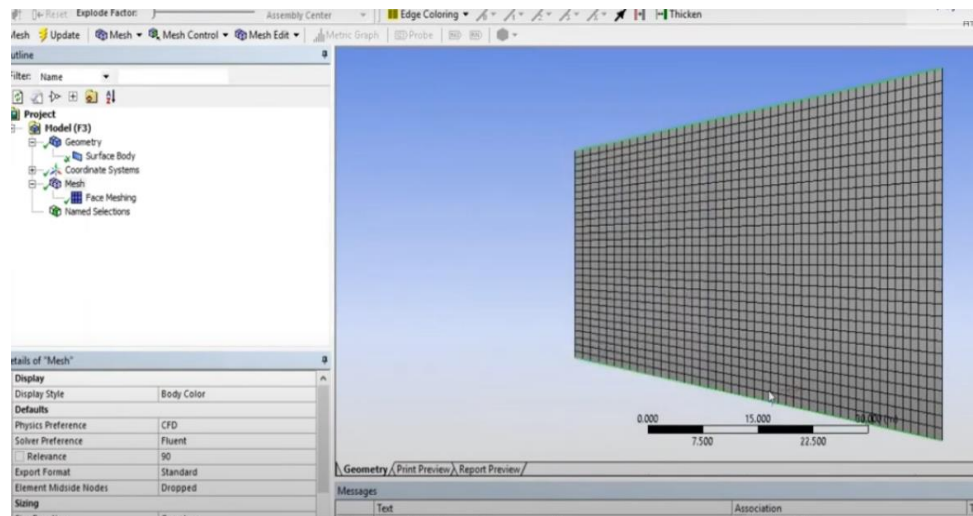 Reset Explode Factor: Assembly Center Edge Coloring Thicken
Mesh Update Mesh Mesh Control Mesh Edit Metric Graph Probe
utline
Filter: Name
Project
Model (F3)
Geometry
Surface Body
Coordinate Systems
Mesh
Face Meshing
Named Selections
etails of "Mesh"
Display
Display Style Body Color
Defaults
Physics Preference CFD
Solver Preference Fluent
Relevance 90
Export Format Standard
Element Midside Nodes Dropped
Sizing
0.000 15.000 30.000 (m)
7.500 22.500
Geometry Print Preview Report Preview
Messages
Text Association